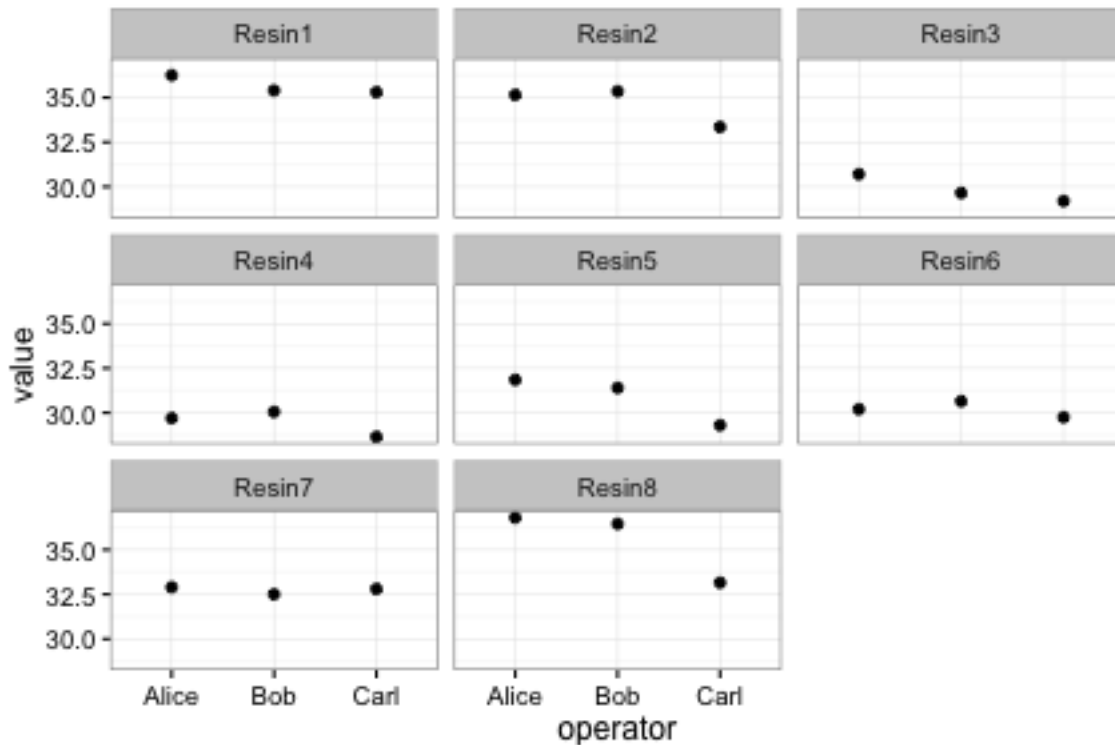 Resin1 Resin2 Resin3
35.0
32.5
30.0
Resin4 Resin5 Resin6
35.0
32.5
30.0
Resin7 Resin8
35.0
32.5
30.0
value
Alice Bob Carl Alice Bob Carl
operator